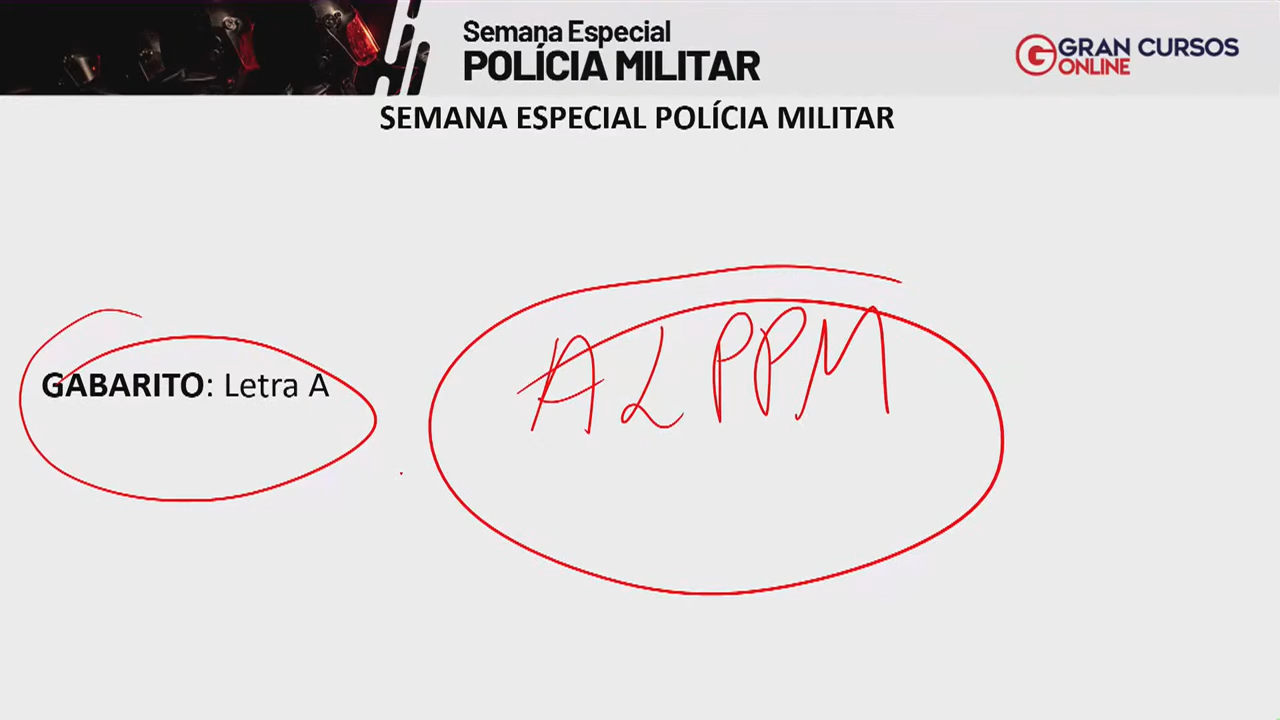 Semana Especial
POLÍCIA MILITAR
GRAN CURSOS
ONLINE
SEMANA ESPECIAL POLÍCIA MILITAR
ALPPM
GABARITO: Letra A